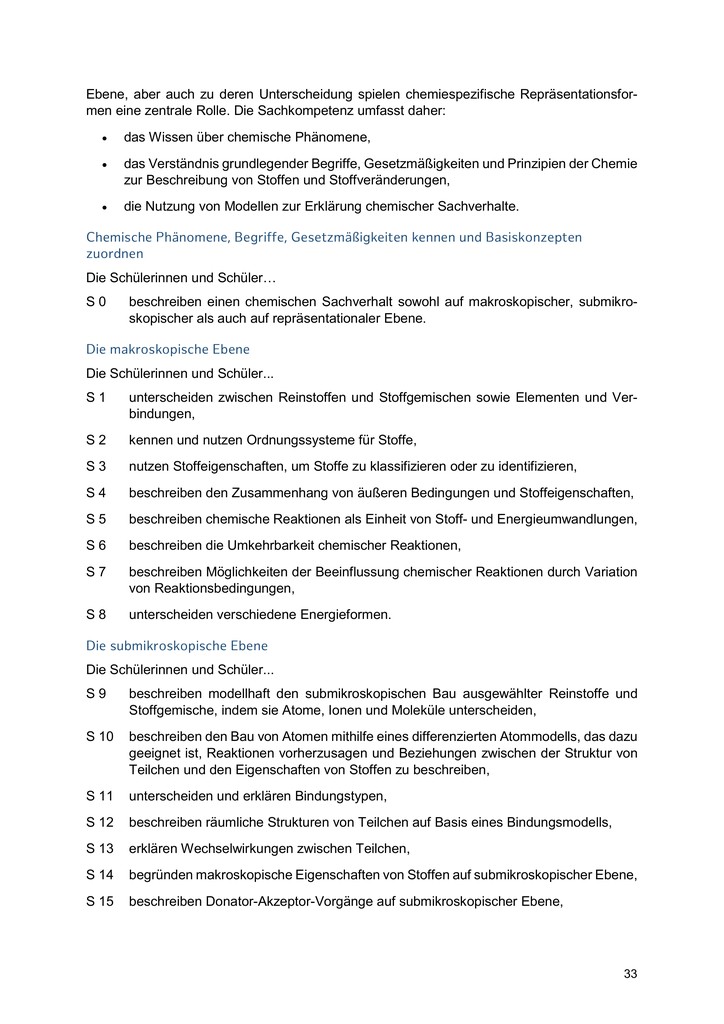 Ebene, aber auch zu deren Unterscheidung spielen chemiespezifische Repräsentationsfor-
men eine zentrale Rolle. Die Sachkompetenz umfasst daher:
• das Wissen über chemische Phänomene,
• das Verständnis grundlegender Begriffe, Gesetzmäßigkeiten und Prinzipien der Chemie
zur Beschreibung von Stoffen und Stoffveränderungen,
• die Nutzung von Modellen zur Erklärung chemischer Sachverhalte.
Chemische Phänomene, Begriffe, Gesetzmäßigkeiten kennen und Basiskonzepten
zuordnen
Die Schülerinnen und Schüler…
S 0 beschreiben einen chemischen Sachverhalt sowohl auf makroskopischer, submikro-
skopischer als auch auf repräsentationaler Ebene.
Die makroskopische Ebene
Die Schülerinnen und Schüler...
S 1 unterscheiden zwischen Reinstoffen und Stoffgemischen sowie Elementen und Ver-
bindungen,
S 2 kennen und nutzen Ordnungssysteme für Stoffe,
S 3 nutzen Stoffeigenschaften, um Stoffe zu klassifizieren oder zu identifizieren,
S 4 beschreiben den Zusammenhang von äußeren Bedingungen und Stoffeigenschaften,
S 5 beschreiben chemische Reaktionen als Einheit von Stoff- und Energieumwandlungen,
S 6 beschreiben die Umkehrbarkeit chemischer Reaktionen,
S 7 beschreiben Möglichkeiten der Beeinflussung chemischer Reaktionen durch Variation
von Reaktionsbedingungen,
S 8 unterscheiden verschiedene Energieformen.
Die submikroskopische Ebene
Die Schülerinnen und Schüler...
S 9 beschreiben modellhaft den submikroskopischen Bau ausgewählter Reinstoffe und
Stoffgemische, indem sie Atome, Ionen und Moleküle unterscheiden,
S 10 beschreiben den Bau von Atomen mithilfe eines differenzierten Atommodells, das dazu
geeignet ist, Reaktionen vorherzusagen und Beziehungen zwischen der Struktur von
Teilchen und den Eigenschaften von Stoffen zu beschreiben,
S 11 unterscheiden und erklären Bindungstypen,
S 12 beschreiben räumliche Strukturen von Teilchen auf Basis eines Bindungsmodells,
S 13 erklären Wechselwirkungen zwischen Teilchen,
S 14 begründen makroskopische Eigenschaften von Stoffen auf submikroskopischer Ebene,
S 15 beschreiben Donator-Akzeptor-Vorgänge auf submikroskopischer Ebene,
33